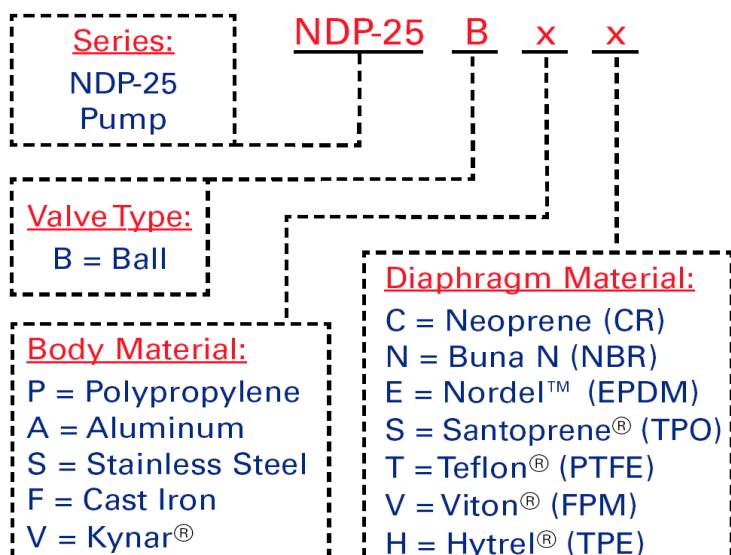 NDP-25 B x x
Series:
NDP-25
Pump
Valve Type:
B = Ball
Body Material:
P = Polypropylene
A = Aluminum
S = Stainless Steel
F = Cast Iron
V = Kynar®
Diaphragm Material:
C = Neoprene (CR)
N = Buna N (NBR)
E = Nordel™ (EPDM)
S = Santoprene® (TPO)
T = Teflon® (PTFE)
V = Viton® (FPM)
H = Hytrel® (TPE)